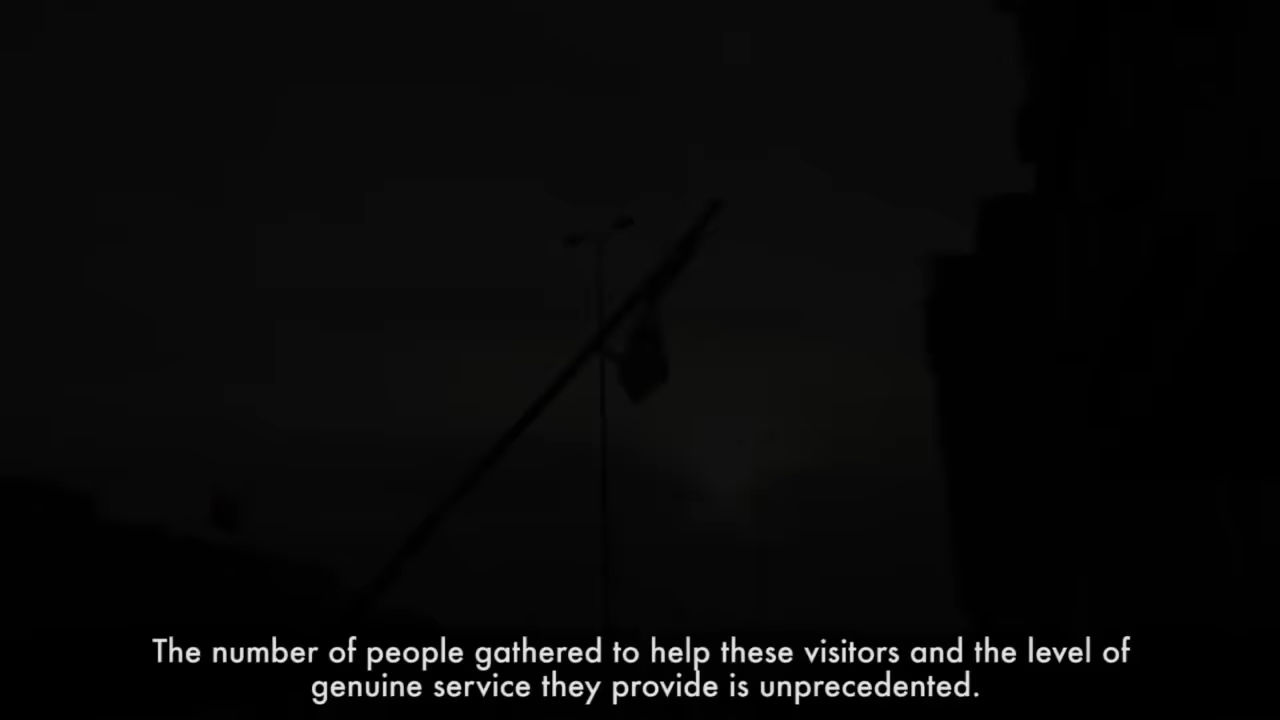 The number of people gathered to help these visitors and the level of
genuine service they provide is unprecedented.